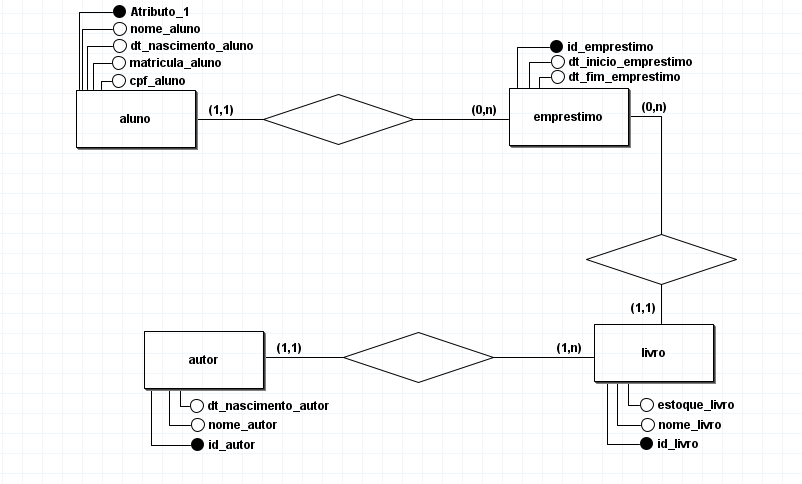 Atributo_1
nome_aluno
dt_nascimento_aluno
matricula_aluno
cpf_aluno
aluno
(1,1)
(0,n)
id_emprestimo
dt_inicio_emprestimo
dt_fim_emprestimo
emprestimo
(0,n)
(1,1)
autor
(1,1)
(1,n)
livro
dt_nascimento_autor
nome_autor
id_autor
estoque_livro
nome_livro
id_livro